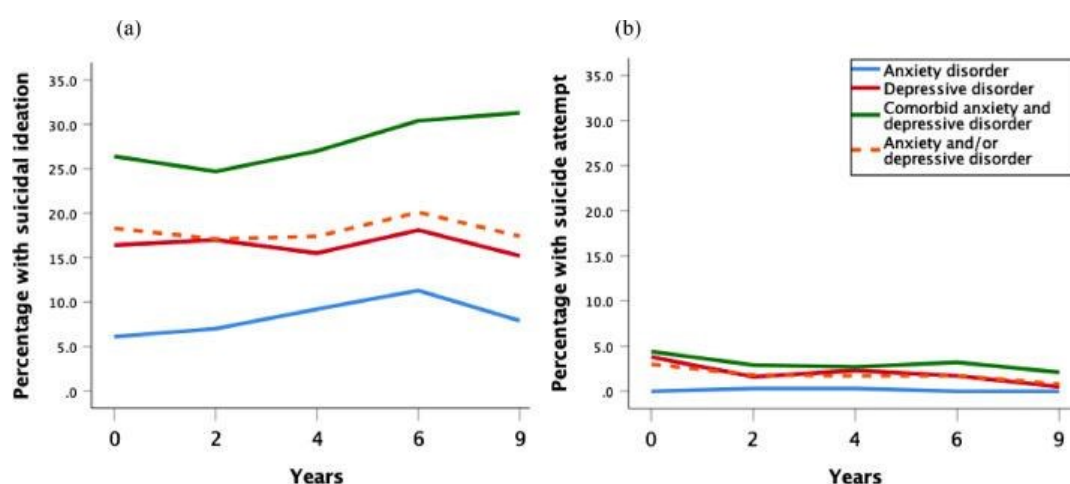 (a)
(b)
Percentage with suicidal ideation
35.0
30.0
25.0
20.0
15.0
10.0
5.0
.0
0
2
4
6
9
Years
Percentage with suicide attempt
35.0
30.0
25.0
20.0
15.0
10.0
5.0
.0
0
2
4
6
9
Years
Anxiety disorder
Depressive disorder
Comorbid anxiety and
depressive disorder
Anxiety and/or
depressive disorder